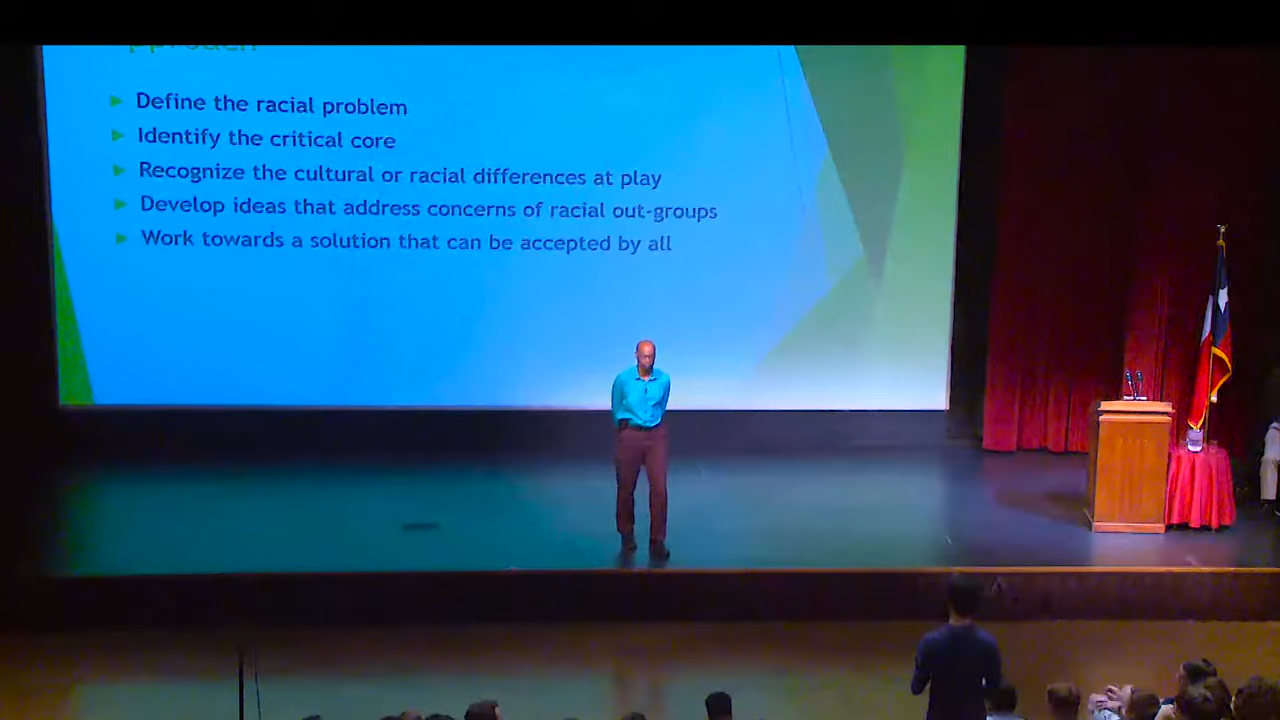 Define the racial problem
Identify the critical core
Recognize the cultural or racial differences at play
Develop ideas that address concerns of racial out-groups
Work towards a solution that can be accepted by all